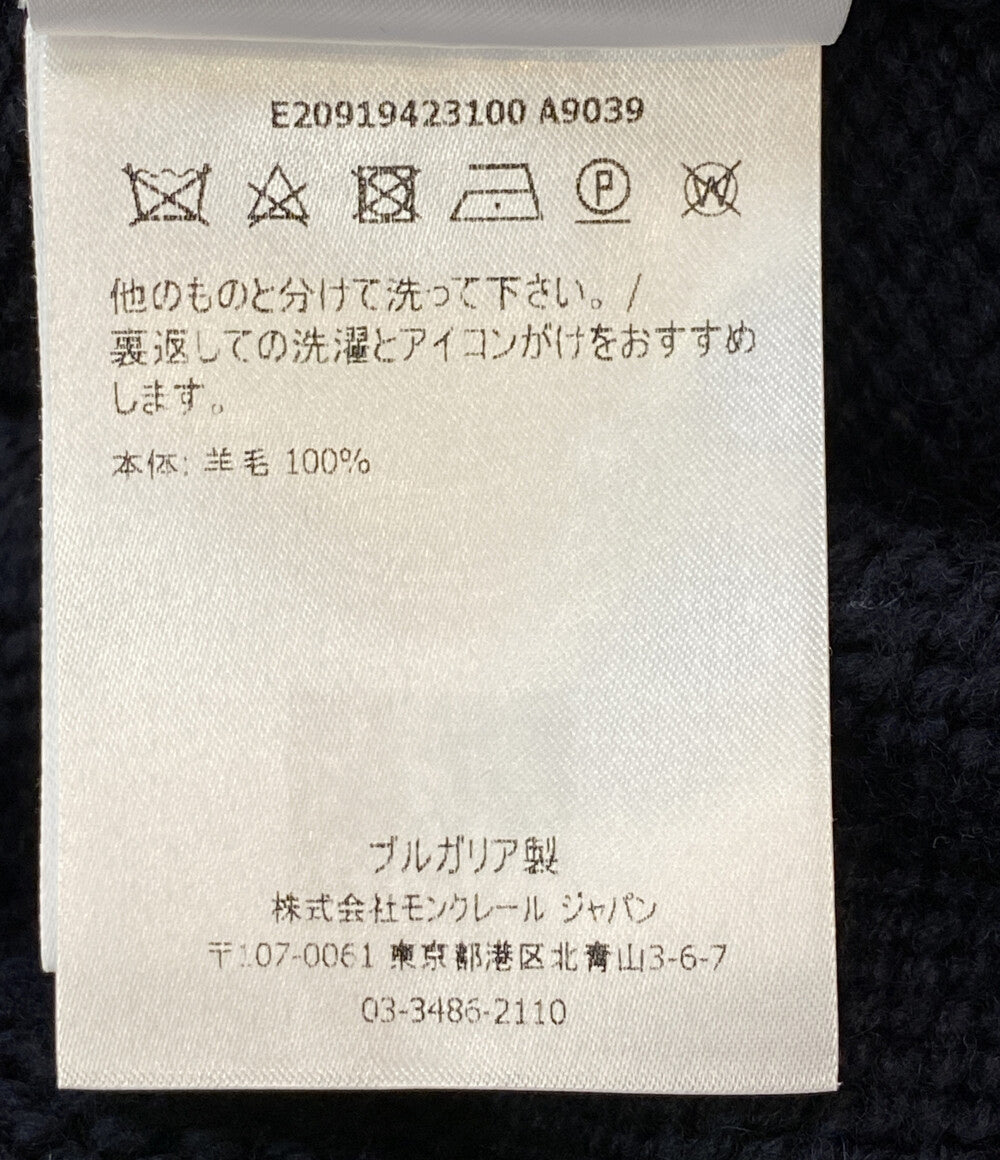 E20919423100 A9039
P W
他のものと分けて洗って下さい。/
裏返しての洗濯とアイコンがけをおすすめ
します。
本体: 羊毛 100%
ブルガリア製
株式会社モンクレール ジャパン
〒107-0061 東京都港区北青山3-6-7
03-3486-2110